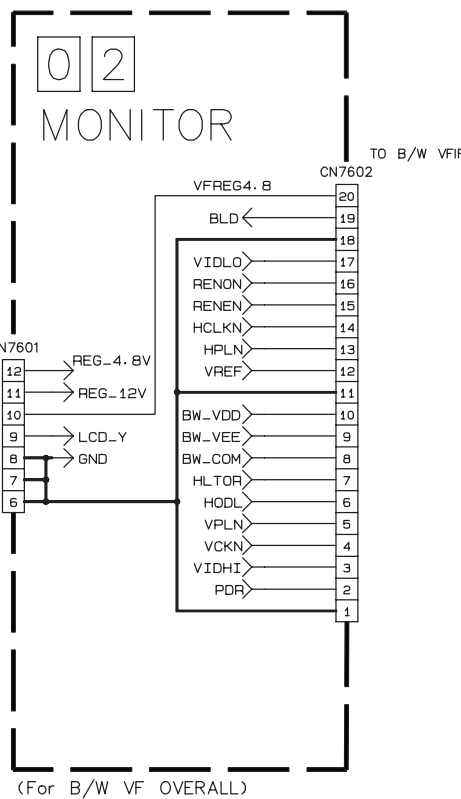 0 2
MONITOR
TO B/W VFIF
CN7602
VFREG4.8
20
BLD 19
18
VIDLO 17
RENON 16
RENEN 15
HCLKN 14
HPLN 13
VREF 12
11
BW_VDD 10
BW_VEE 9
BW_COM 8
HLTOR 7
HODL 6
VPLN 5
VCKN 4
VIDHI 3
PDR 2
1
N7601
12 REG_4.8V
11 REG_12V
10
9 LCD_Y
8 GND
7
6
(For B/W VF OVERALL)